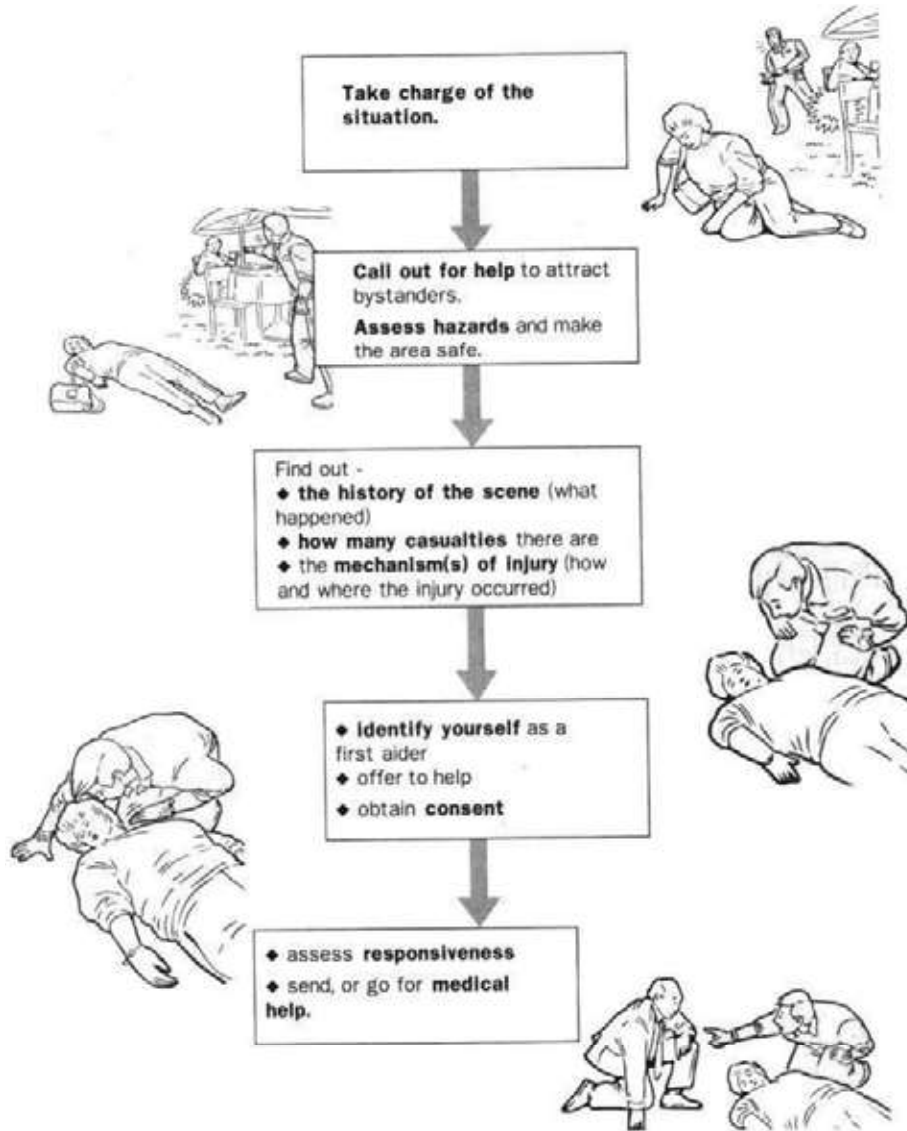 Take charge of the
situation.
Call out for help to attract
bystanders.
Assess hazards and make
the area safe.
Find out -
◆ the history of the scene (what
happened)
◆ how many casualties there are
◆ the mechanism(s) of injury (how
and where the injury occurred)
◆ identify yourself as a
first aider
◆ offer to help
◆ obtain consent
◆ assess responsiveness
◆ send, or go for medical
help.